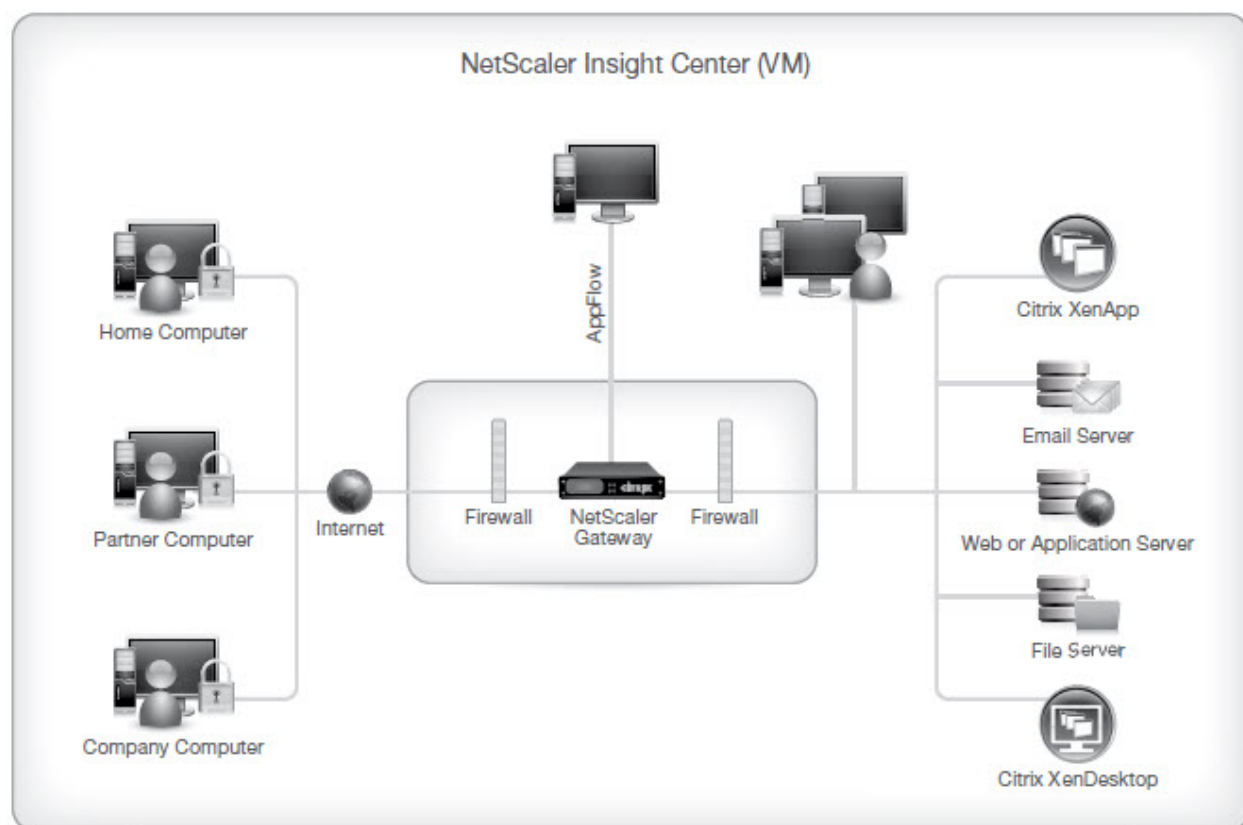 NetScaler Insight Center (VM)
AppFlow
Home Computer
Citrix XenApp
Email Server
Partner Computer
Internet
Firewall
citrix
NetScaler
Gateway
Firewall
Web or Application Server
File Server
Company Computer
Citrix XenDesktop